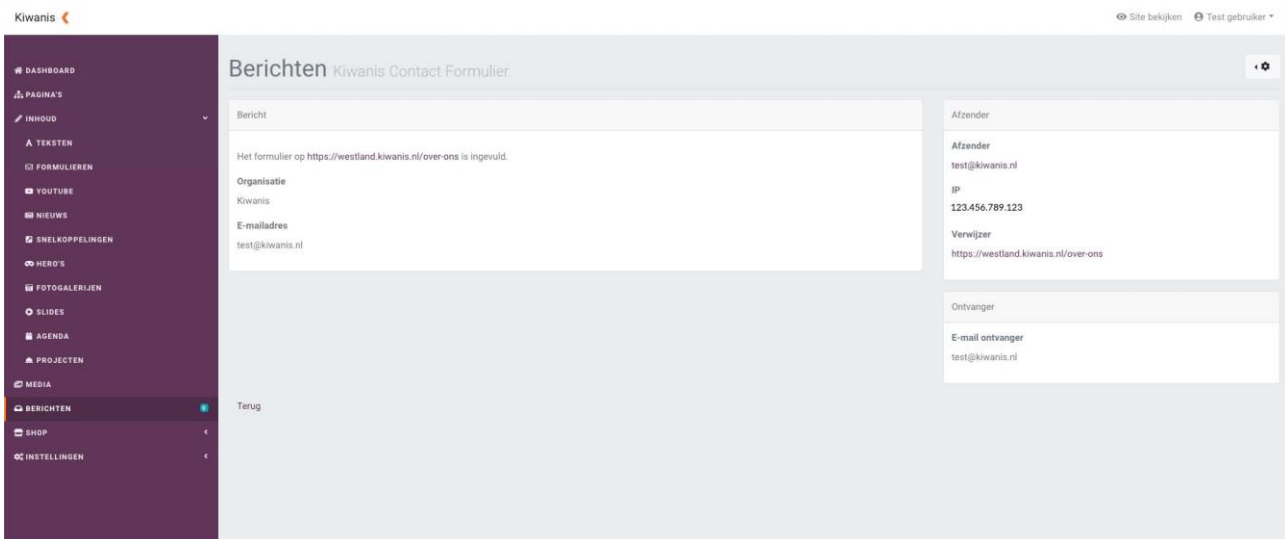 Kiwanis
Site bekijken
Test gebruiker
DASHBOARD
PAGINA'S
INHOUD
TEKSTEN
FORMULIEREN
YOUTUBE
NIEUWS
SNELKOPPELINGEN
HERO'S
FOTOGALERIJEN
SLIDES
AGENDA
PROJECTEN
MEDIA
BERICHTEN
SHOP
INSTELLINGEN
Berichten Kiwanis Contact Formulier
Bericht
Het formulier op https://westland.kiwanis.nl/over-ons is ingevuld.
Organisatie
Kiwanis
E-mailadres
test@kiwanis.nl
Terug
Afzender
Afzender
test@kiwanis.nl
IP
123.456.789.123
Verwijzer
https://westland.kiwanis.nl/over-ons
Ontvanger
E-mail ontvanger
test@kiwanis.nl